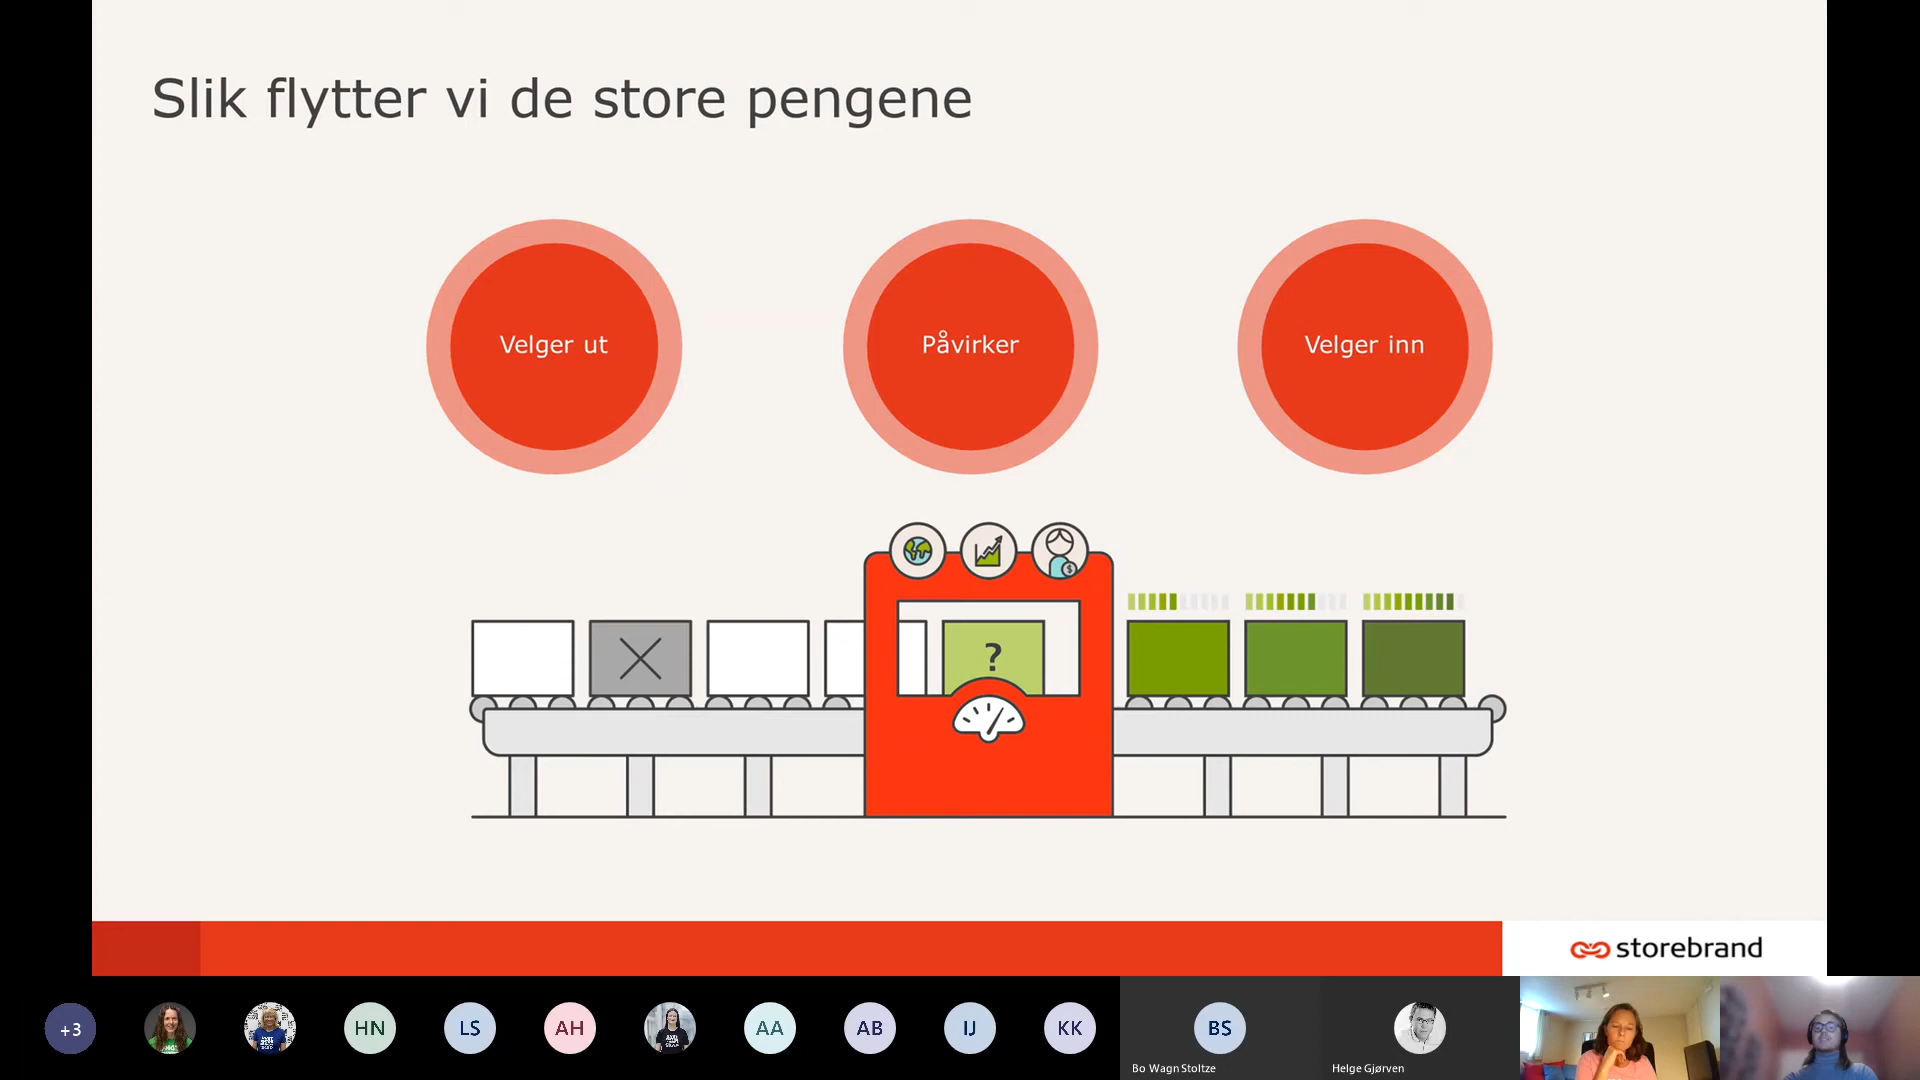 Slik flytter vi de store pengene
Velger ut
Påvirker
Velger inn
$
?
storebrand
+3
HN
LS
AH
AA
AB
IJ
KK
BS
Bo Wagn Stoltze
Helge Gjørven